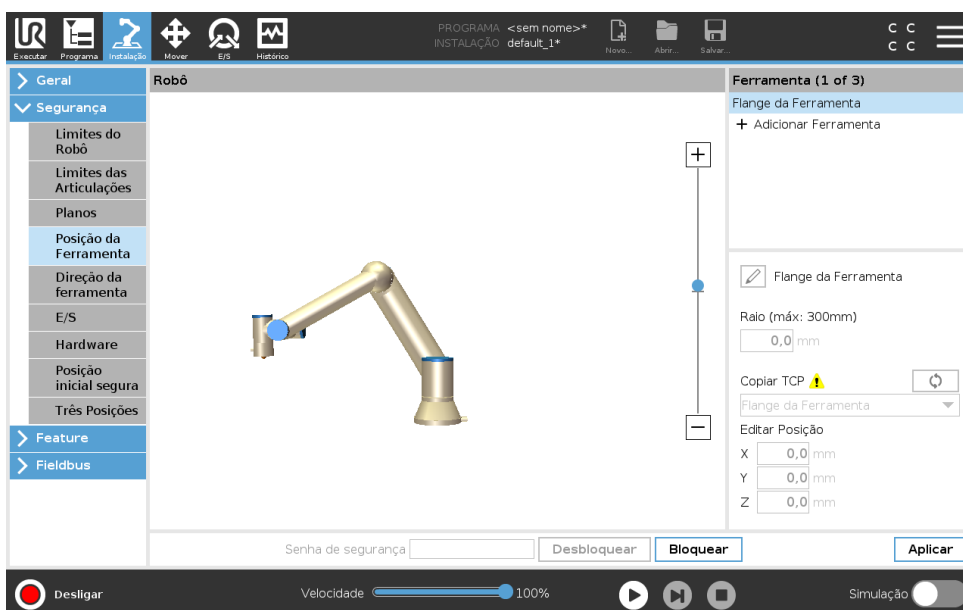 UR
PROGRAMA <sem nome>*
INSTALAÇÃO default_1*
C C
C C
Executar Programa Instalação Mover E/S Histórico Novo... Abrir... Salvar...
Geral
Segurança
Limites do
Robô
Limites das
Articulações
Planos
Posição da
Ferramenta
Direção da
ferramenta
E/S
Hardware
Posição
inicial segura
Três Posições
Feature
Fieldbus
Robô
Ferramenta (1 of 3)
Flange da Ferramenta
+ Adicionar Ferramenta
Flange da Ferramenta
Raio (máx: 300mm)
0,0 mm
Copiar TCP
Flange da Ferramenta
Editar Posição
X 0,0 mm
Y 0,0 mm
Z 0,0 mm
Senha de segurança Desbloquear Bloquear Aplicar
Desligar Velocidade 100% Simulação